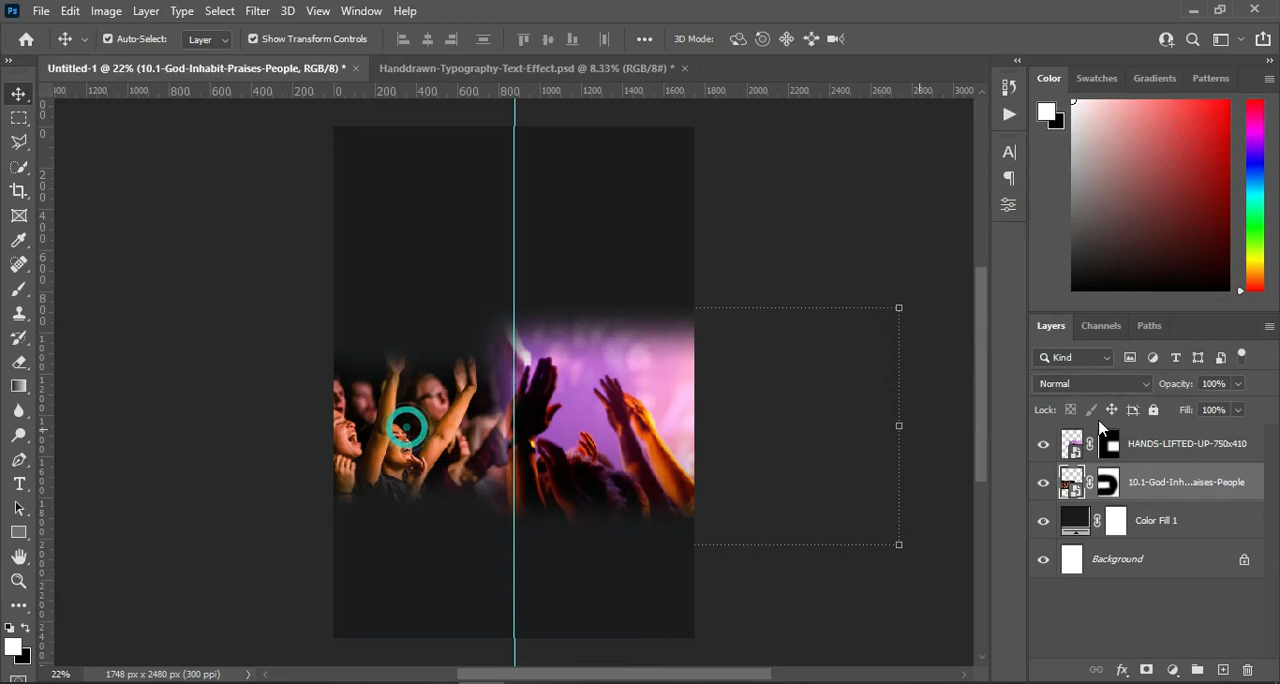 Ps File Edit Image Layer Type Select Filter 3D View Window Help
Auto-Select: Layer Show Transform Controls 3D Mode:
Untitled-1 @ 22% (10.1-God-Inhabit-Praises-People, RGB/8) * × Handdrawn-Typography-Text-Effect.psd @ 8.33% (RGB/8#) * ×
1200 1000 800 600 400 200 0 200 400 600 800 1000 1200 1400 1600 1800 2000 2200 2400 2600 2800 3000
Color Swatches Gradients Patterns
Layers Channels Paths
Kind
Normal Opacity: 100%
Lock: Fill: 100%
HANDS-LIFTED-UP-750x410
10.1-God-Inh...aises-People
Color Fill 1
Background
22% 1748 px x 2480 px (300 ppi)